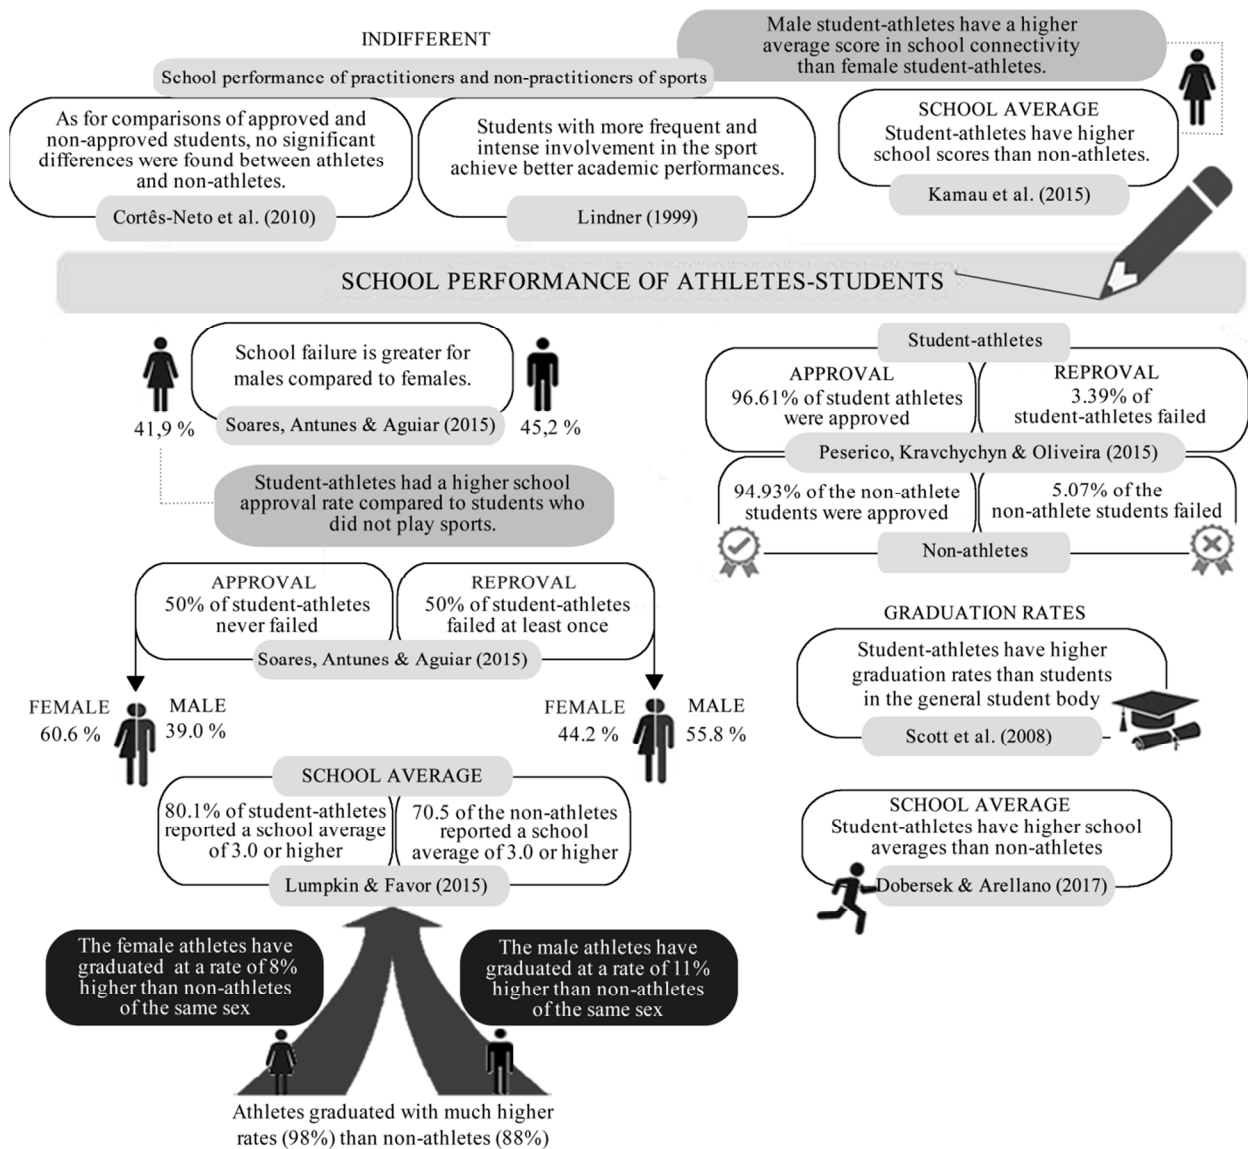 INDIFFERENT
School performance of practitioners and non-practitioners of sports
As for comparisons of approved and
non-approved students, no significant
differences were found between athletes
and non-athletes.
Cortês-Neto et al. (2010)
Students with more frequent and
intense involvement in the sport
achieve better academic performances.
Lindner (1999)
Male student-athletes have a higher
average score in school connectivity
than female student-athletes.
SCHOOL AVERAGE
Student-athletes have higher
school scores than non-athletes.
Kamau et al. (2015)
SCHOOL PERFORMANCE OF ATHLETES-STUDENTS
School failure is greater for
males compared to females.
Soares, Antunes & Aguiar (2015)
41,9 %
45,2 %
Student-athletes had a higher school
approval rate compared to students who
did not play sports.
APPROVAL
50% of student-athletes
never failed
REPROVAL
50% of student-athletes
failed at least once
Soares, Antunes & Aguiar (2015)
FEMALE
60.6 %
MALE
39.0 %
FEMALE
44.2 %
MALE
55.8 %
SCHOOL AVERAGE
80.1% of student-athletes
reported a school average
of 3.0 or higher
70.5 of the non-athletes
reported a school
average of 3.0 or higher
Lumpkin & Favor (2015)
The female athletes have
graduated at a rate of 8%
higher than non-athletes
of the same sex
The male athletes have
graduated at a rate of 11%
higher than non-athletes
of the same sex
Athletes graduated with much higher
rates (98%) than non-athletes (88%)
Student-athletes
APPROVAL
96.61% of student athletes
were approved
REPROVAL
3.39% of
student-athletes failed
Peserico, Kravchychyn & Oliveira (2015)
94.93% of the non-athlete
students were approved
5.07% of the
non-athlete students failed
Non-athletes
GRADUATION RATES
Student-athletes have higher
graduation rates than students
in the general student body
Scott et al. (2008)
SCHOOL AVERAGE
Student-athletes have higher school
averages than non-athletes
Dobersek & Arellano (2017)